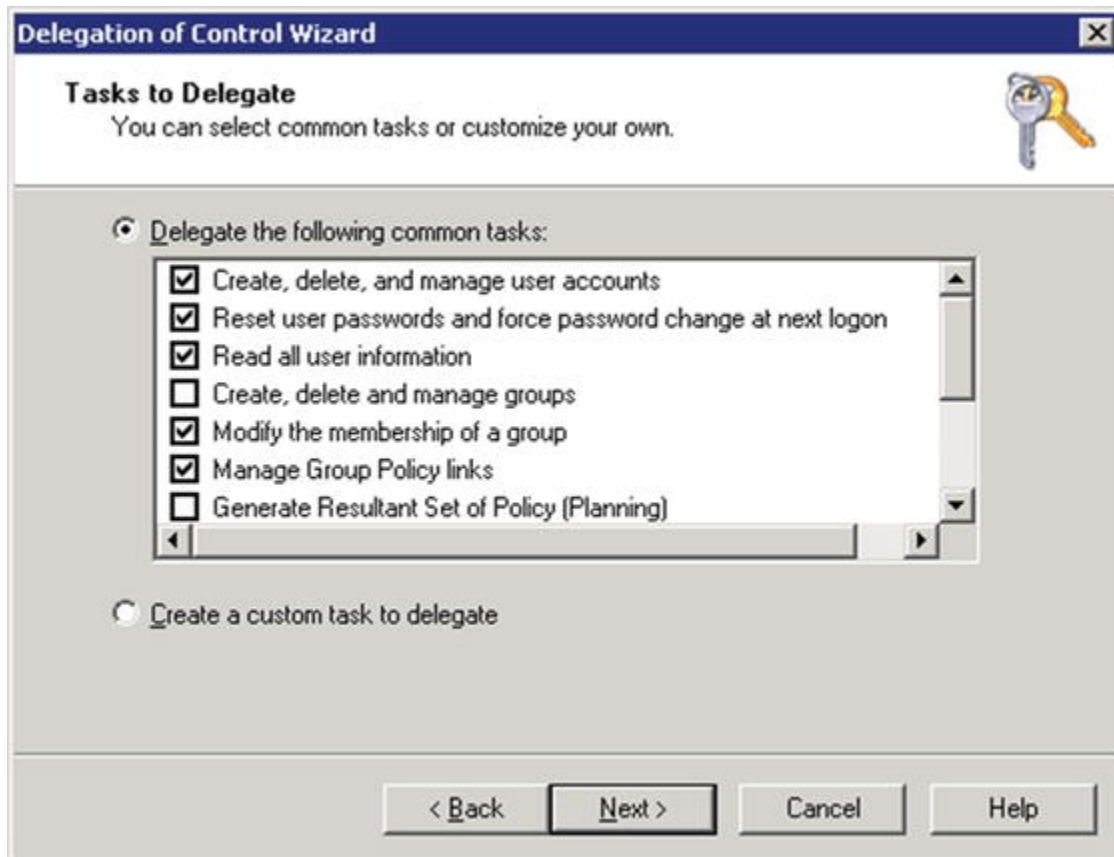 Delegation of Control Wizard
Tasks to Delegate
You can select common tasks or customize your own.
Delegate the following common tasks:
Create, delete, and manage user accounts
Reset user passwords and force password change at next logon
Read all user information
Create, delete and manage groups
Modify the membership of a group
Manage Group Policy links
Generate Resultant Set of Policy (Planning)
Create a custom task to delegate
< Back Next > Cancel Help